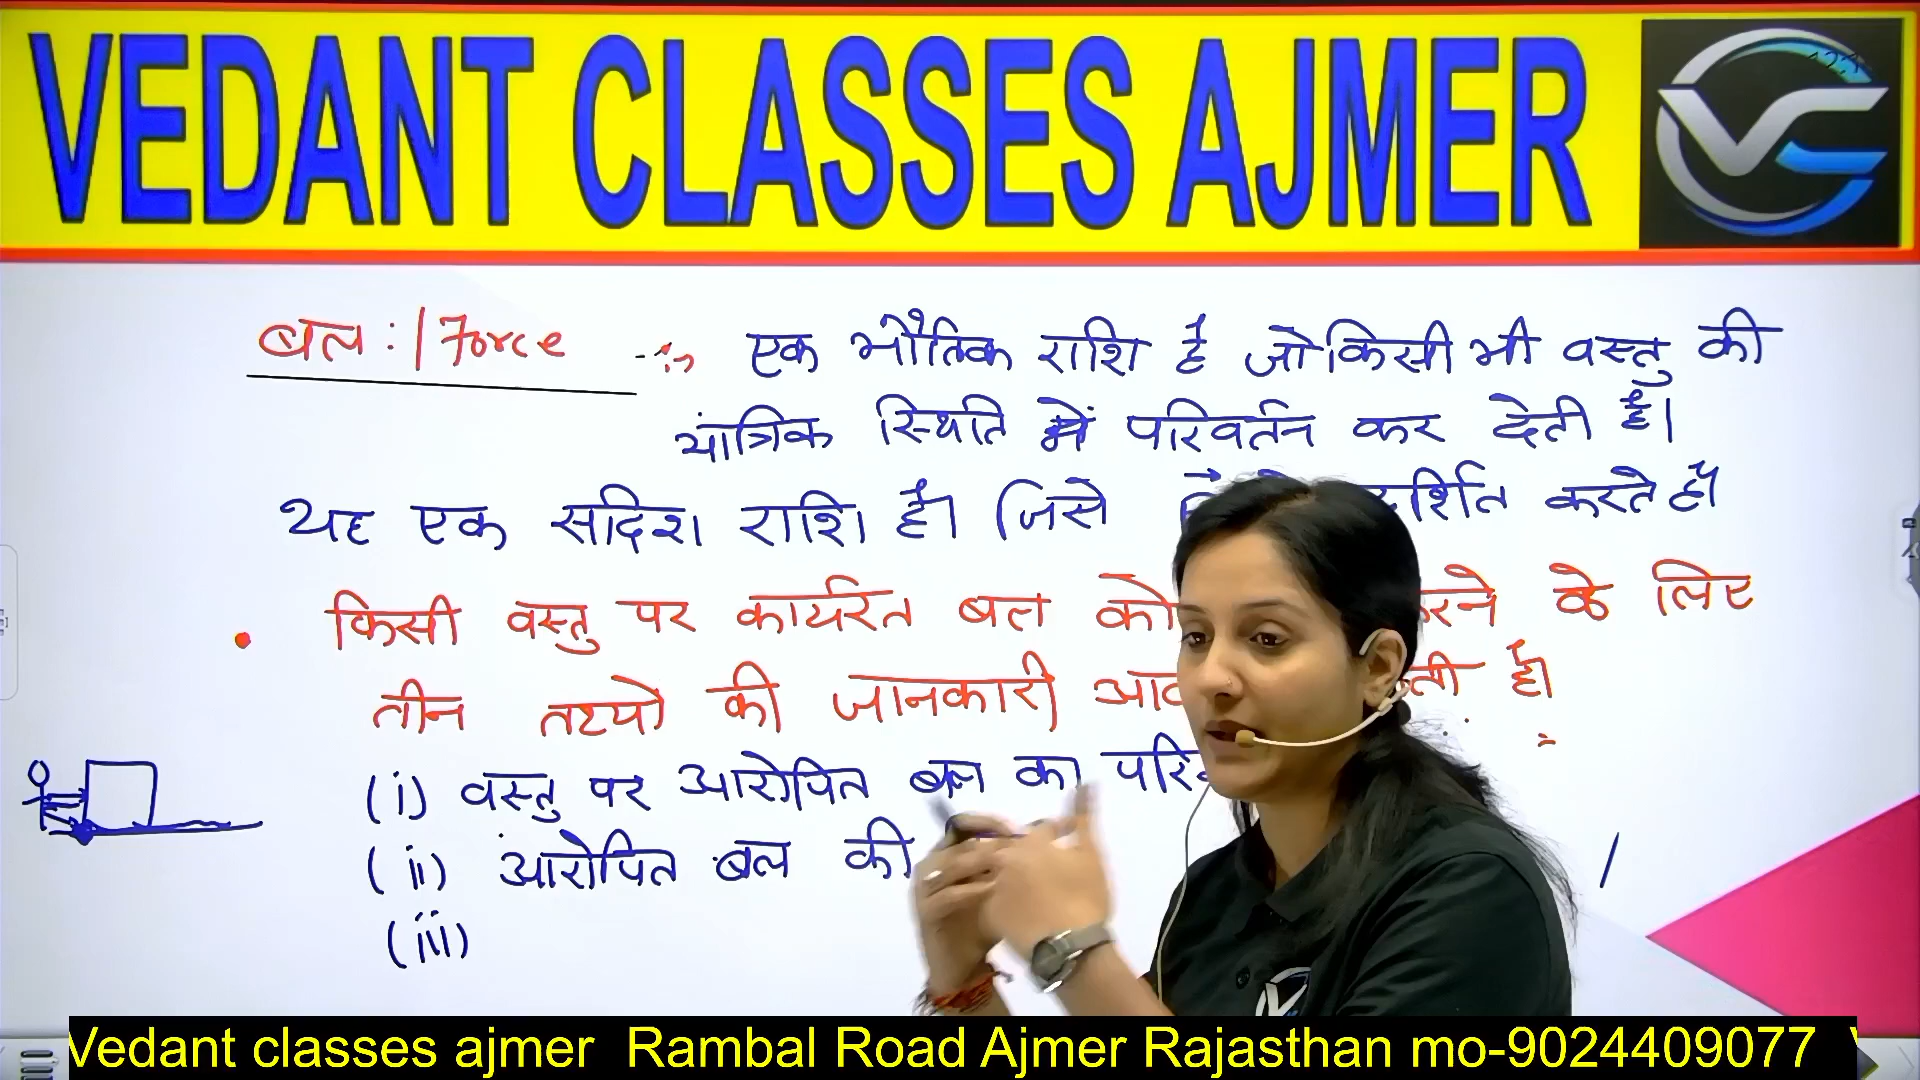 VEDANT CLASSES AJMER
बल :/ Force -:→ एक भौतिक राशि है जो किसी भी वस्तु की
यांत्रिक स्थिति में परिवर्तन कर देती है।
यह एक सदिश राशि है। जिसे करते है।
• किसी वस्तु पर कार्यरत बल को के लिए
तीन तथ्यो की जानकारी है।
(i) वस्तु पर आरोपित बल का
(ii) आरोपित बल की
(iii)
Vedant classes ajmer Rambal Road Ajmer Rajasthan mo-9024409077